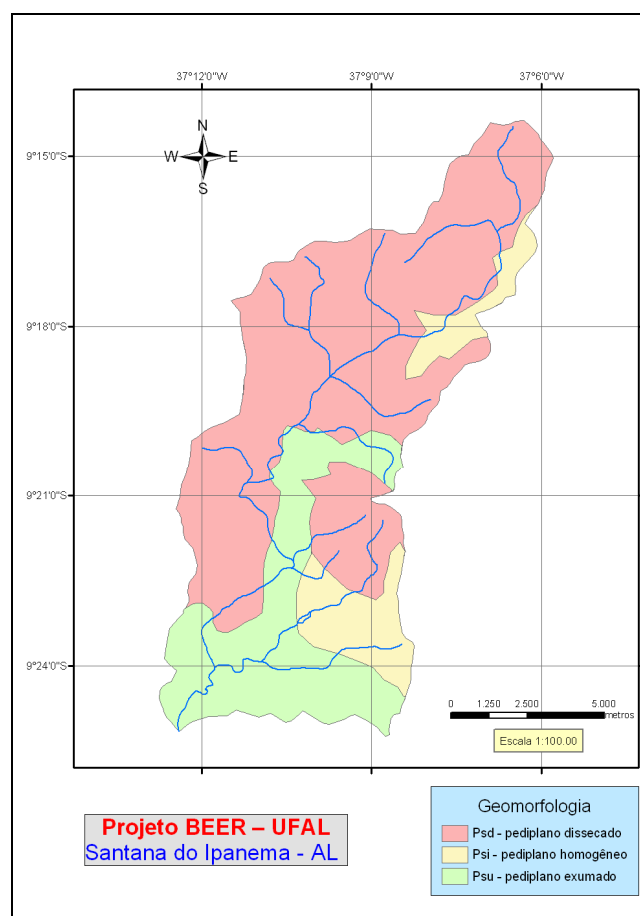 37°12'0"W 37°9'0"W 37°6'0"W
N
W E
S
9°15'0"S
9°18'0"S
9°21'0"S
9°24'0"S
0 1.250 2.500 5.000
metros
Escala 1:100.00
Projeto BEER – UFAL
Santana do Ipanema - AL
Geomorfologia
Psd - pediplano dissecado
Psi - pediplano homogêneo
Psu - pediplano exumado